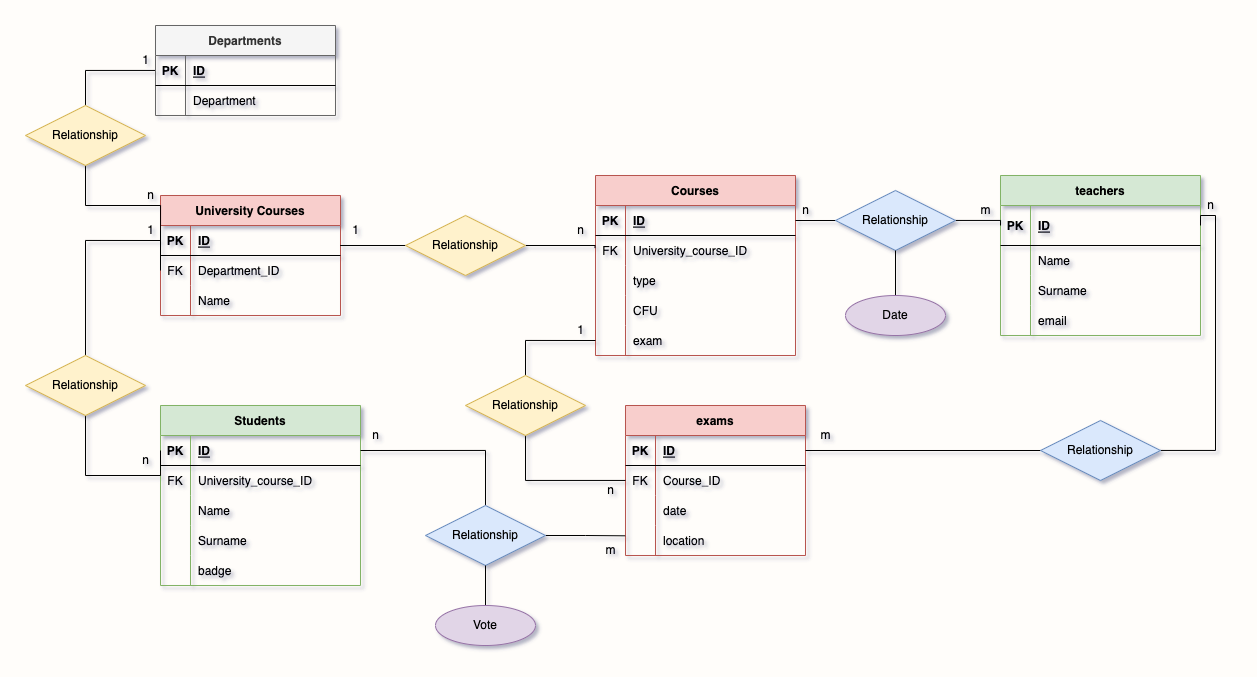 Departments
1
PK ID
Department
Relationship
n
University Courses
1
PK ID
1
FK Department_ID
Name
Relationship
n
Courses
PK ID
FK University_course_ID
type
CFU
exam
n
Relationship
m
Date
teachers
n
PK ID
Name
Surname
email
Relationship
n
Students
PK ID
FK University_course_ID
Name
Surname
badge
n
Relationship
m
Vote
1
Relationship
n
exams
PK ID
FK Course_ID
date
location
m
Relationship